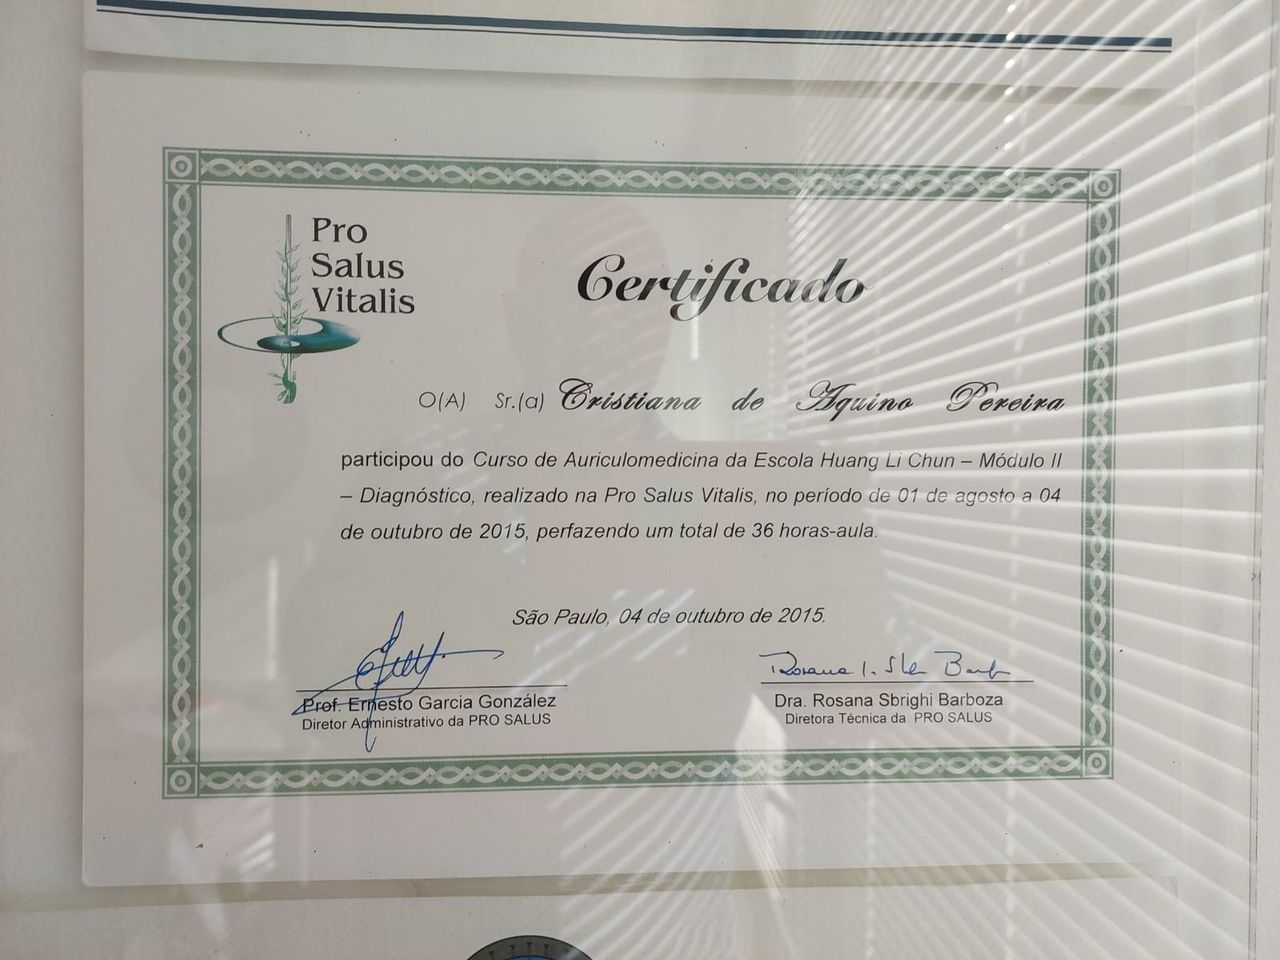 Pro
Salus
Vitalis
Certificado
O(A) Sr.(a) Cristiana de Aquino Pereira
participou do Curso de Auriculomedicina da Escola Huang Li Chun – Módulo II
– Diagnóstico, realizado na Pro Salus Vitalis, no período de 01 de agosto a 04
de outubro de 2015, perfazendo um total de 36 horas-aula.
São Paulo, 04 de outubro de 2015.
Prof. Ernesto Garcia González
Diretor Administrativo da PRO SALUS
Dra. Rosana Sbrighi Barboza
Diretora Técnica da PRO SALUS